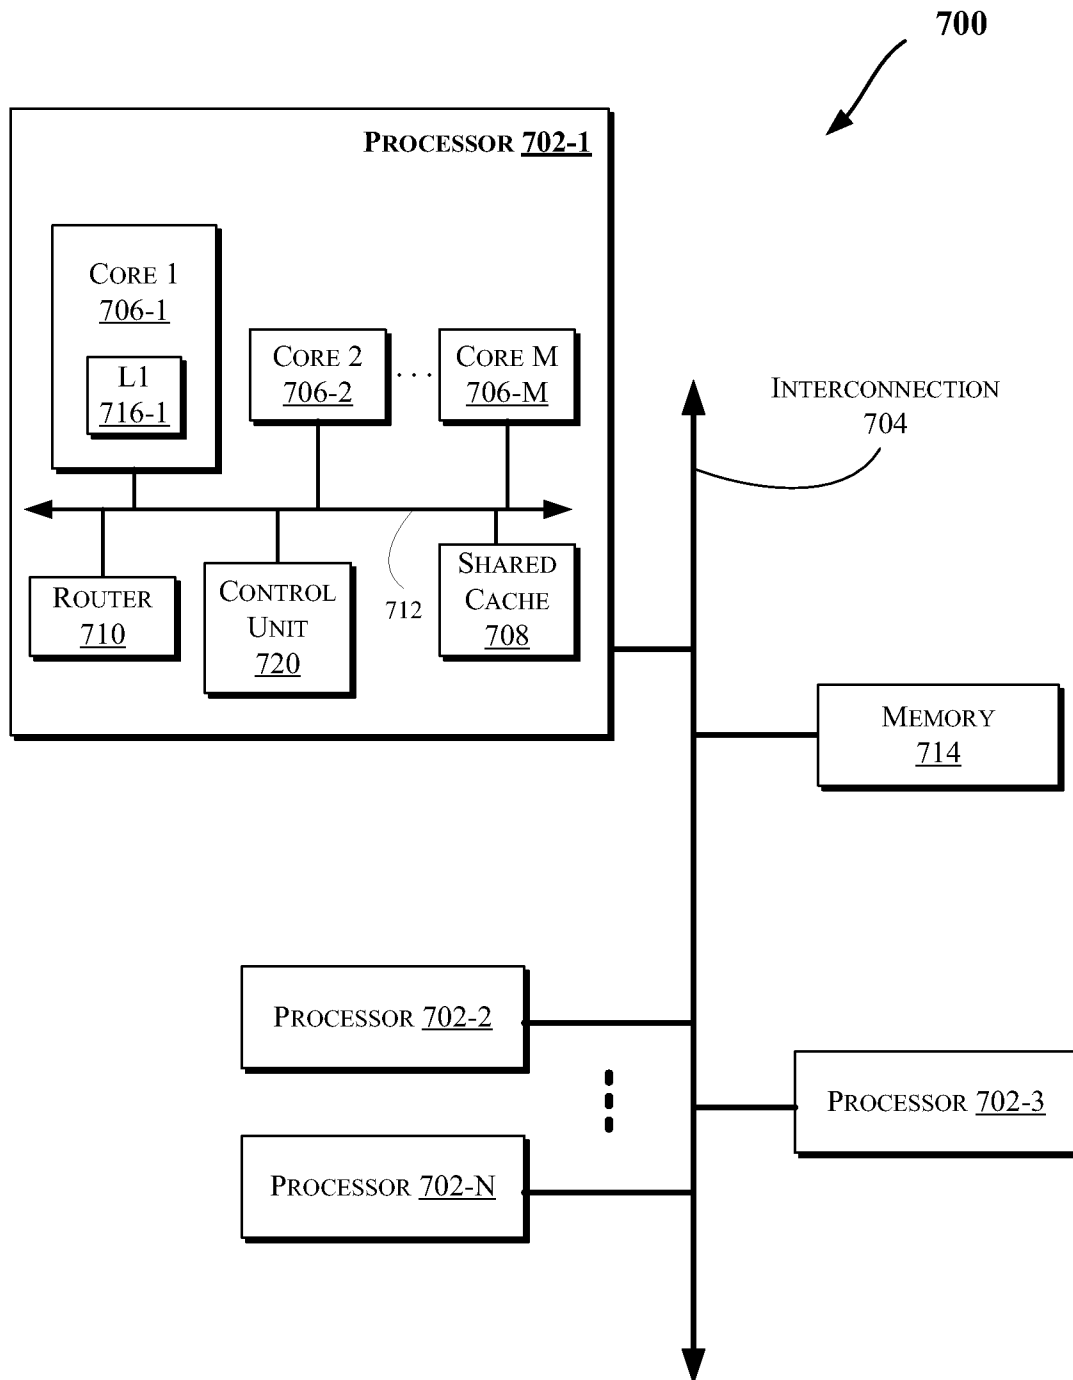 700
PROCESSOR 702-1
CORE 1
706-1
L1
716-1
CORE 2
706-2
. . .
CORE M
706-M
INTERCONNECTION
704
ROUTER
710
CONTROL
UNIT
720
712
SHARED
CACHE
708
MEMORY
714
PROCESSOR 702-2
PROCESSOR 702-3
PROCESSOR 702-N